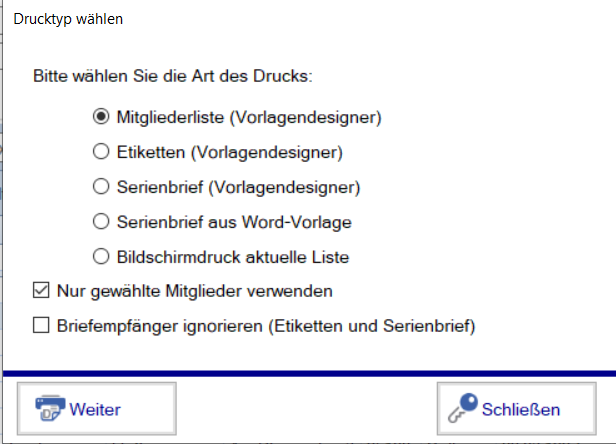 Drucktyp wählen
Bitte wählen Sie die Art des Drucks:
Mitgliederliste (Vorlagendesigner)
Etiketten (Vorlagendesigner)
Serienbrief (Vorlagendesigner)
Serienbrief aus Word-Vorlage
Bildschirmdruck aktuelle Liste
Nur gewählte Mitglieder verwenden
Briefempfänger ignorieren (Etiketten und Serienbrief)
Weiter
Schließen